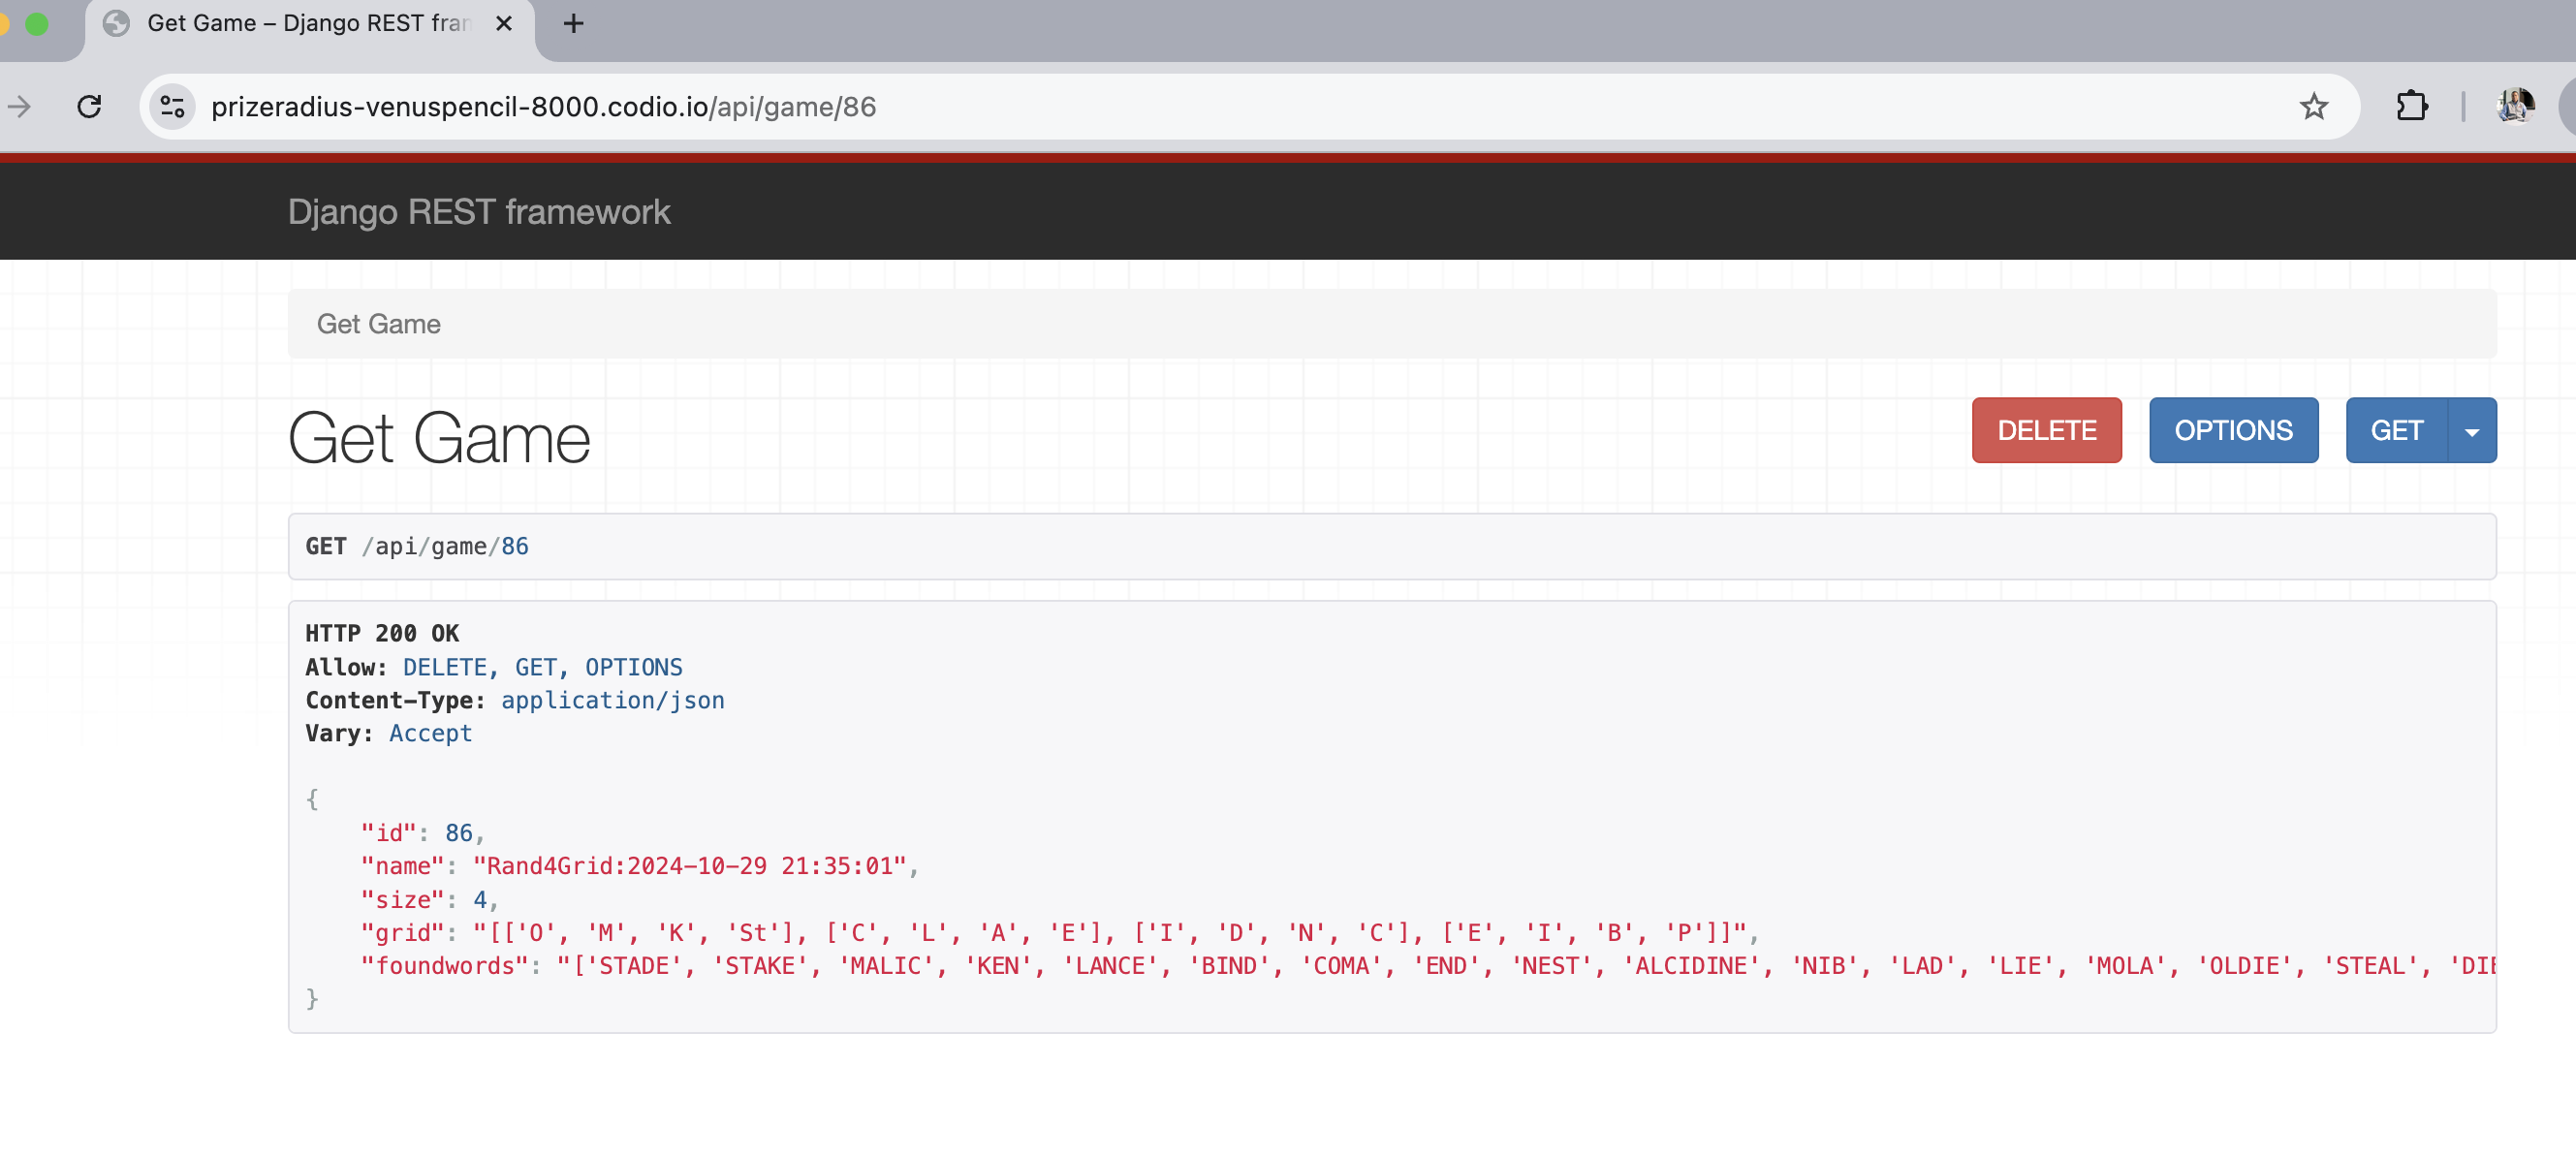 Get Game – Django REST fran
prizeradius-venuspencil-8000.codio.io/api/game/86
Django REST framework
Get Game
Get Game
DELETE OPTIONS GET
GET /api/game/86
HTTP 200 OK
Allow: DELETE, GET, OPTIONS
Content-Type: application/json
Vary: Accept
{
"id": 86,
"name": "Rand4Grid:2024-10-29 21:35:01",
"size": 4,
"grid": "[['O', 'M', 'K', 'St'], ['C', 'L', 'A', 'E'], ['I', 'D', 'N', 'C'], ['E', 'I', 'B', 'P']]",
"foundwords": "['STADE', 'STAKE', 'MALIC', 'KEN', 'LANCE', 'BIND', 'COMA', 'END', 'NEST', 'ALCIDINE', 'NIB', 'LAD', 'LIE', 'MOLA', 'OLDIE', 'STEAL', 'DIE
}